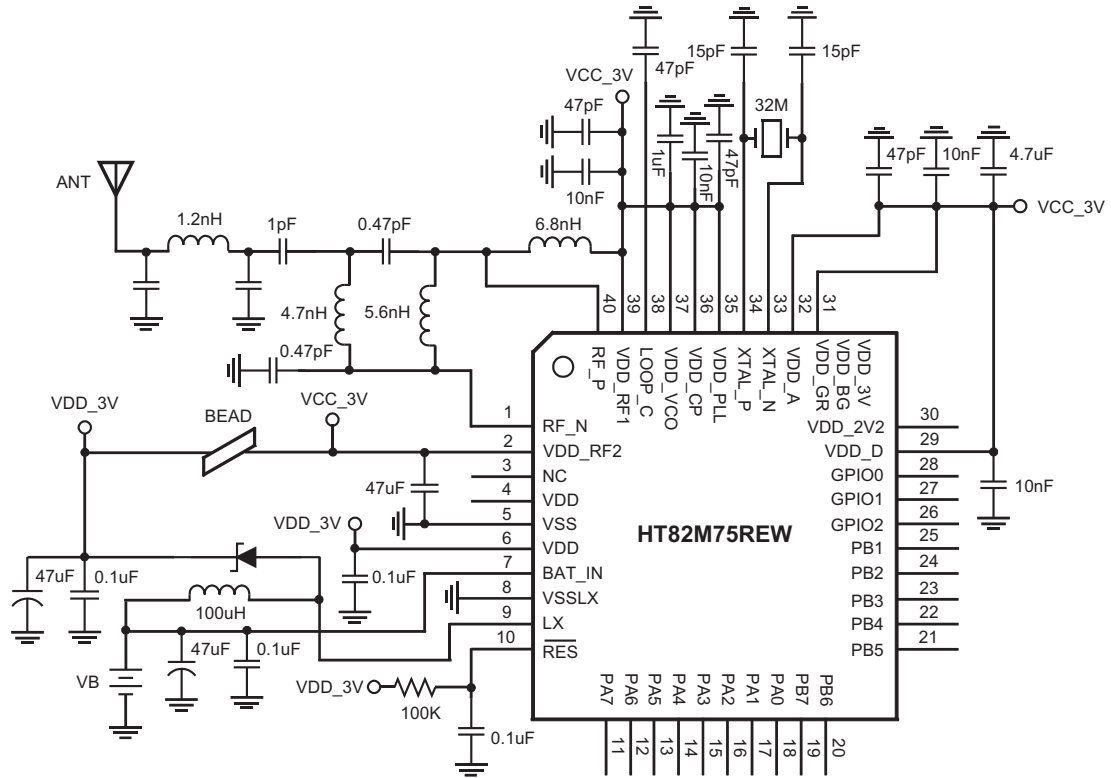 15pF
15pF
47pF
VCC_3V
47pF
10nF
1uF
10nF
47pF
32M
47pF
10nF
4.7uF
VCC_3V
ANT
1.2nH
1pF
0.47pF
6.8nH
4.7nH
5.6nH
0.47pF
40
39
38
37
36
35
34
33
32
31
RF_P
VDD_RF1
LOOP_C
VDD_VCO
VDD_CP
VDD_PLL
XTAL_P
XTAL_N
VDD_A
VDD_GR
VDD_BG
VDD_3V
VDD_3V
BEAD
VCC_3V
1
RF_N
2
VDD_RF2
3
NC
4
VDD
5
VSS
6
VDD
7
BAT_IN
8
VSSLX
9
LX
10
RES
47uF
VDD_3V
0.1uF
47uF
0.1uF
100uH
47uF
0.1uF
VB
VDD_3V
100K
0.1uF
HT82M75REW
VDD_2V2
30
VDD_D
29
GPIO0
28
GPIO1
27
GPIO2
26
PB1
25
PB2
24
PB3
23
PB4
22
PB5
21
10nF
PA7
PA6
PA5
PA4
PA3
PA2
PA1
PA0
PB7
PB6
11
12
13
14
15
16
17
18
19
20